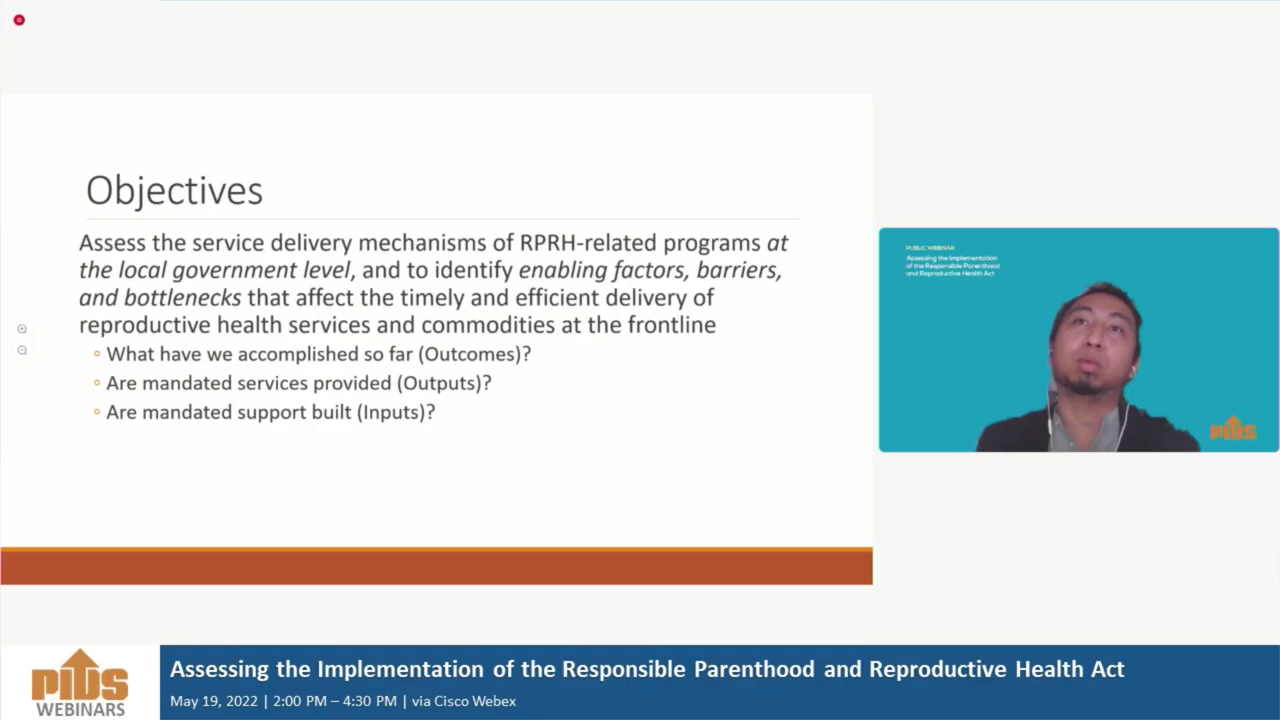 Objectives
Assess the service delivery mechanisms of RPRH-related programs at
the local government level, and to identify enabling factors, barriers,
and bottlenecks that affect the timely and efficient delivery of
reproductive health services and commodities at the frontline
What have we accomplished so far (Outcomes)?
Are mandated services provided (Outputs)?
Are mandated support built (Inputs)?
PUBLIC WEBINAR
Assessing the Implementation
of the Responsible Parenthood
and Reproductive Health Act
PIDS
PIDS
WEBINARS
Assessing the Implementation of the Responsible Parenthood and Reproductive Health Act
May 19, 2022 | 2:00 PM – 4:30 PM | via Cisco Webex